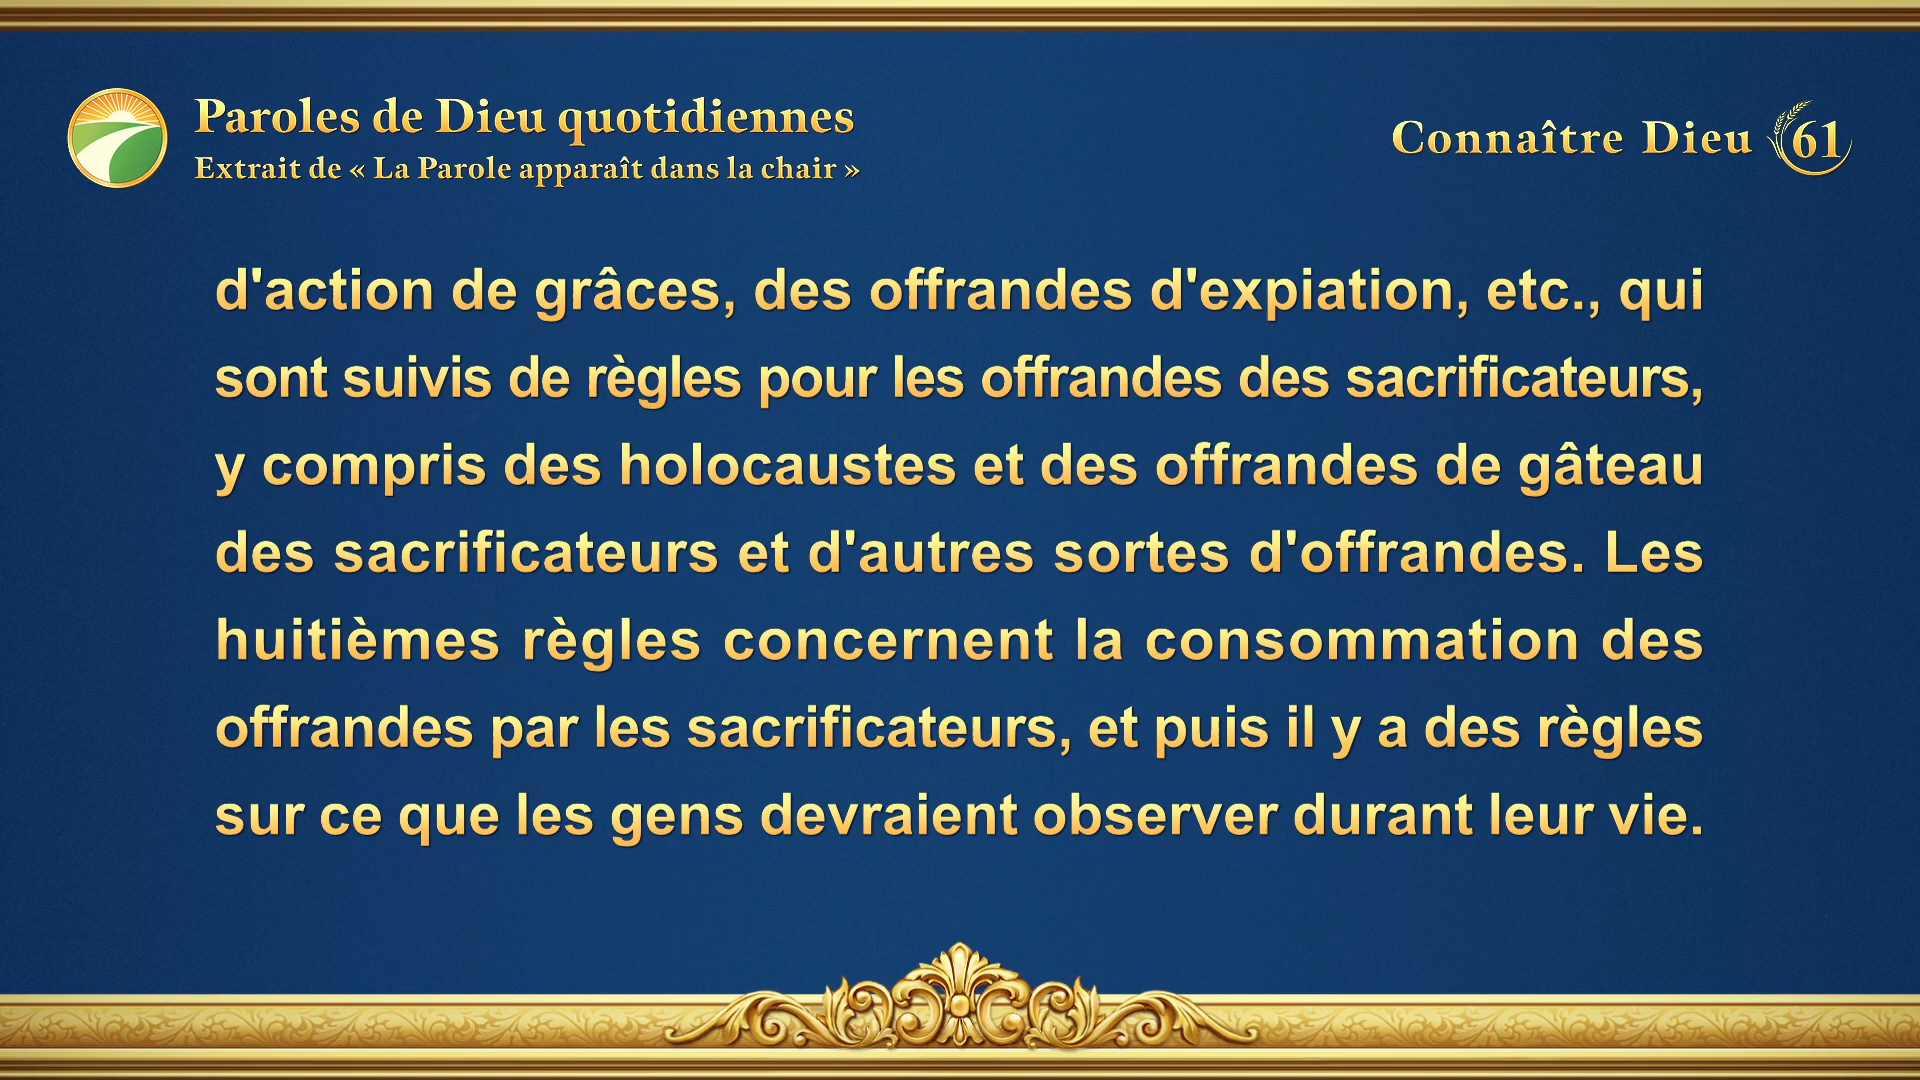 Paroles de Dieu quotidiennes
Extrait de « La Parole apparaît dans la chair »
Connaître Dieu 61
d'action de grâces, des offrandes d'expiation, etc., qui
sont suivis de règles pour les offrandes des sacrificateurs,
y compris des holocaustes et des offrandes de gâteau
des sacrificateurs et d'autres sortes d'offrandes. Les
huitièmes règles concernent la consommation des
offrandes par les sacrificateurs, et puis il y a des règles
sur ce que les gens devraient observer durant leur vie.